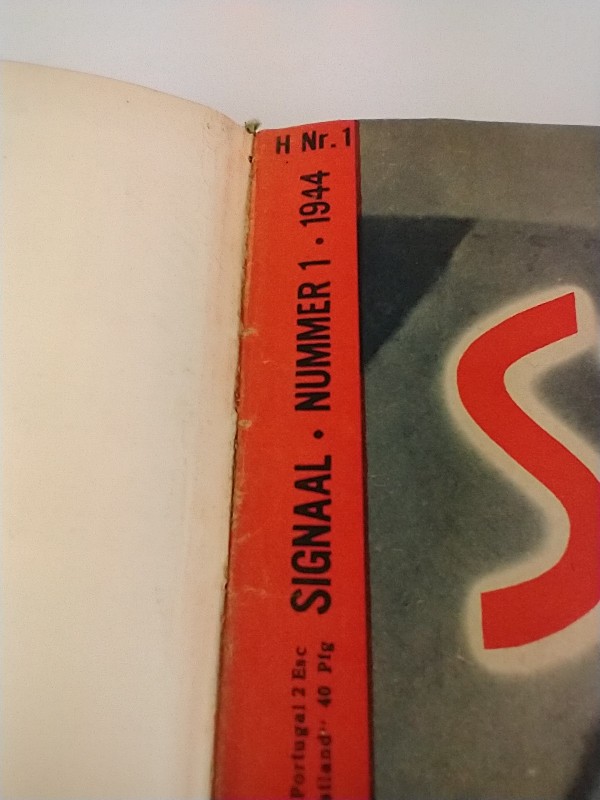 H Nr. 1
SIGNAAL • NUMMER 1 • 1944
Portugal 2 Esc
40 Pfg
S